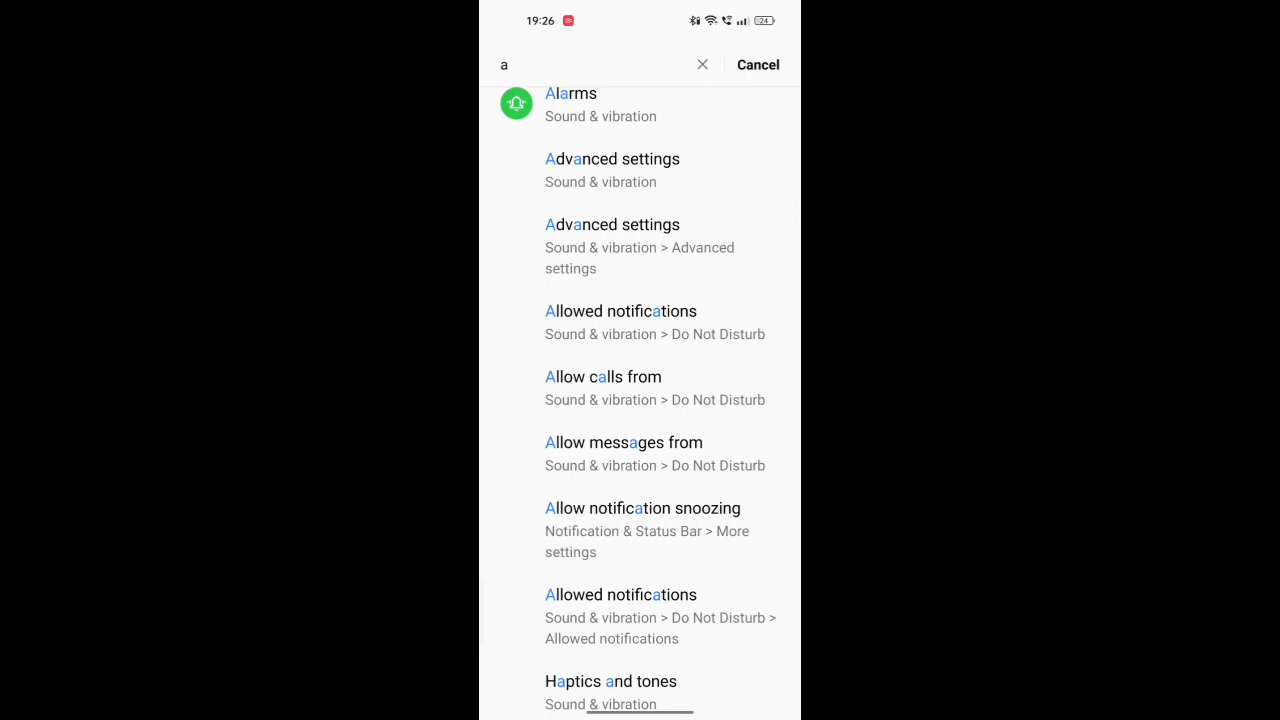 19:26
24
a
Cancel
Alarms
Sound & vibration
Advanced settings
Sound & vibration
Advanced settings
Sound & vibration > Advanced
settings
Allowed notifications
Sound & vibration > Do Not Disturb
Allow calls from
Sound & vibration > Do Not Disturb
Allow messages from
Sound & vibration > Do Not Disturb
Allow notification snoozing
Notification & Status Bar > More
settings
Allowed notifications
Sound & vibration > Do Not Disturb >
Allowed notifications
Haptics and tones
Sound & vibration